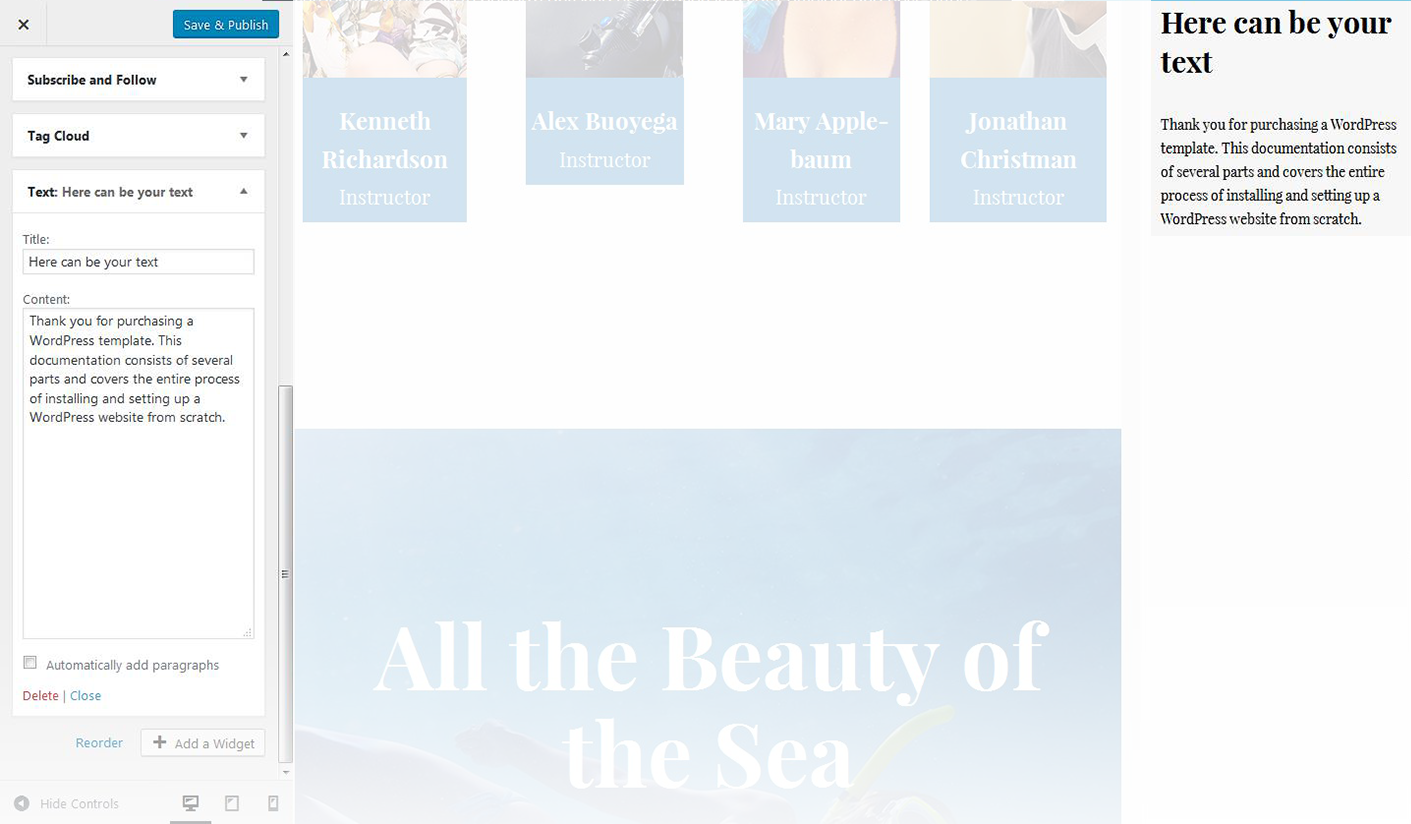 Save & Publish
Subscribe and Follow
Tag Cloud
Text: Here can be your text
Title:
Here can be your text
Content:
Thank you for purchasing a
WordPress template. This
documentation consists of several
parts and covers the entire process
of installing and setting up a
WordPress website from scratch.
Automatically add paragraphs
Delete | Close
Reorder
Add a Widget
Hide Controls
Kenneth
Richardson
Instructor
Alex Buoyega
Instructor
Mary Apple-
baum
Instructor
Jonathan
Christman
Instructor
All the Beauty of
the Sea
Here can be your
text
Thank you for purchasing a WordPress
template. This documentation consists
of several parts and covers the entire
process of installing and setting up a
WordPress website from scratch.